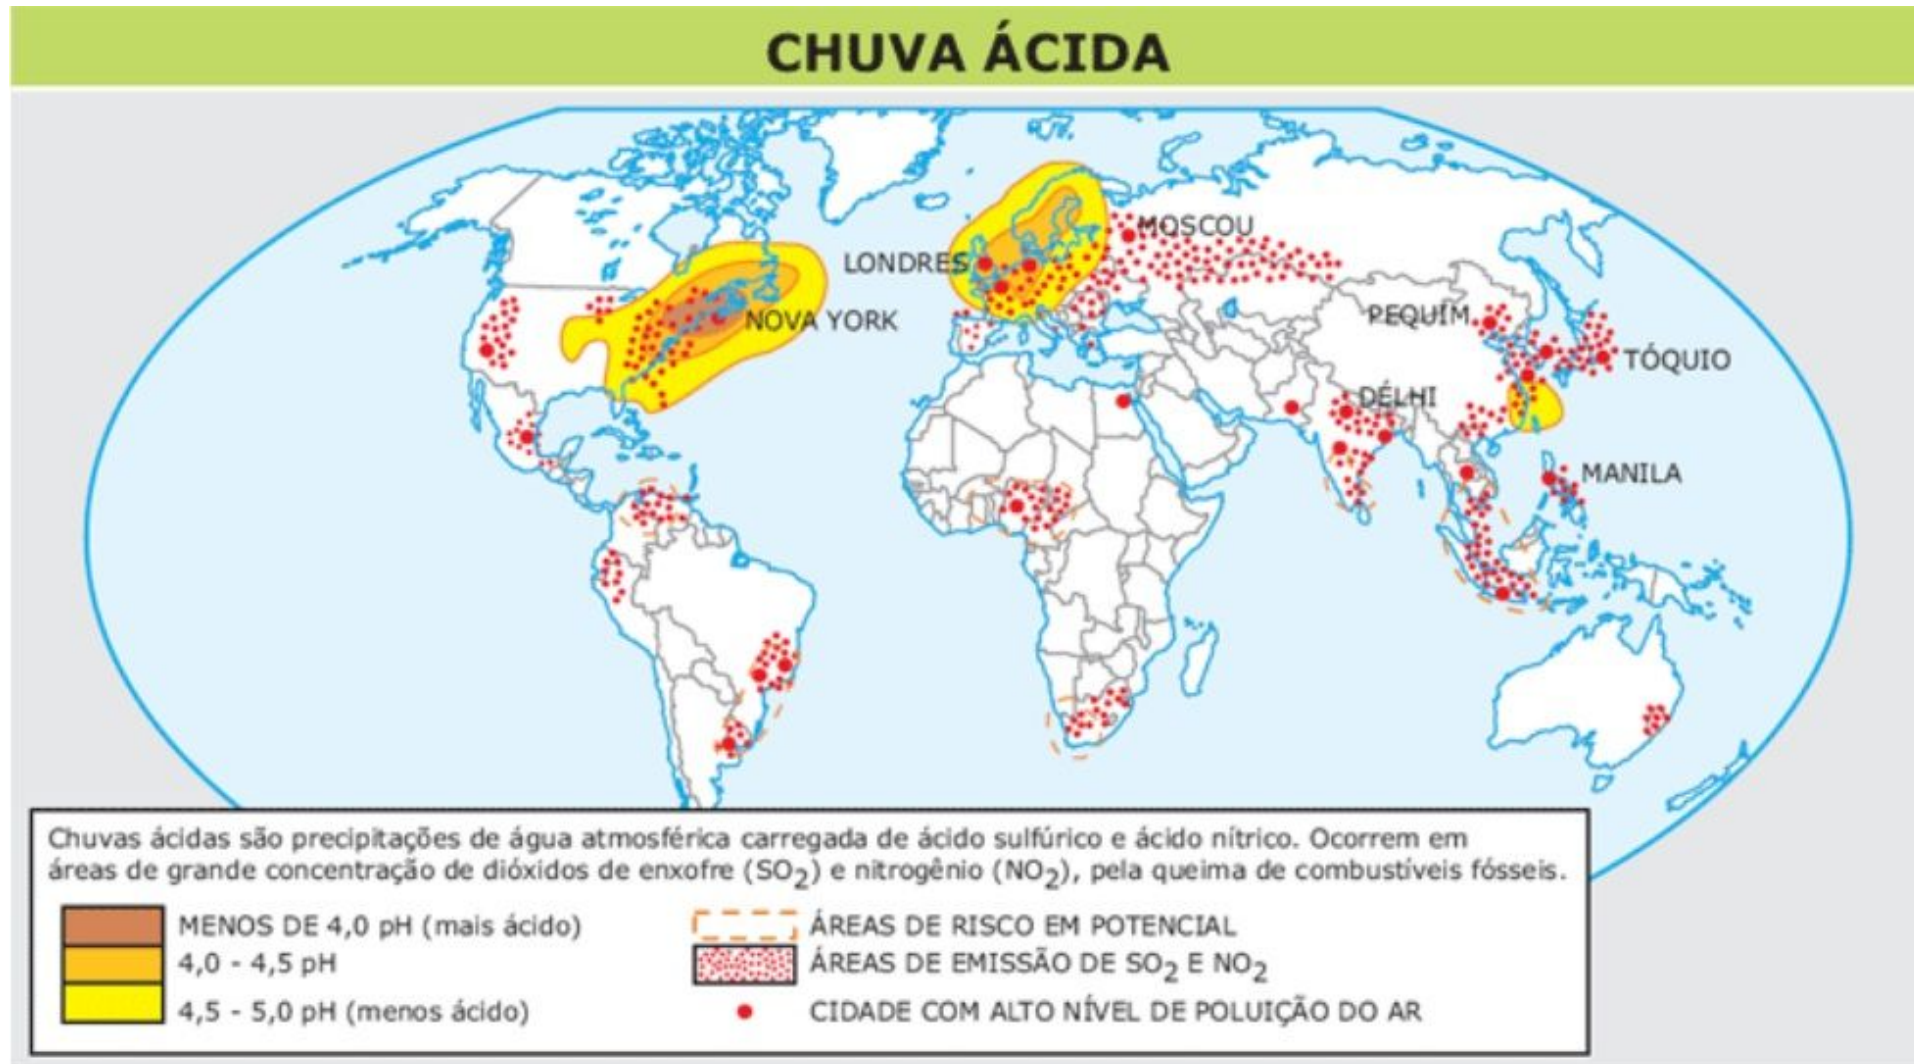 CHUVA ÁCIDA
MOSCOU
LONDRES
NOVA YORK
PEQUIM
TÓQUIO
DÉLHI
MANILA
Chuvas ácidas são precipitações de água atmosférica carregada de ácido sulfúrico e ácido nítrico. Ocorrem em
áreas de grande concentração de dióxidos de enxofre (SO₂) e nitrogênio (NO₂), pela queima de combustíveis fósseis.
MENOS DE 4,0 pH (mais ácido)
4,0 - 4,5 pH
4,5 - 5,0 pH (menos ácido)
ÁREAS DE RISCO EM POTENCIAL
ÁREAS DE EMISSÃO DE SO₂ E NO₂
CIDADE COM ALTO NÍVEL DE POLUIÇÃO DO AR